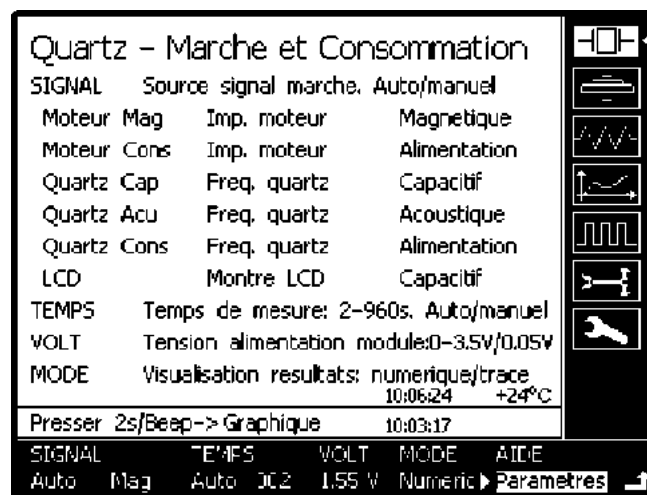 Quartz - Marche et Consommation
SIGNAL Source signal marche. Auto/manuel
Moteur Mag Imp. moteur Magnetique
Moteur Cons Imp. moteur Alimentation
Quartz Cap Freq. quartz Capacitif
Quartz Acu Freq. quartz Acoustique
Quartz Cons Freq. quartz Alimentation
LCD Montre LCD Capacitif
TEMPS Temps de mesure: 2-960s. Auto/manuel
VOLT Tension alimentation module:0-3.5V/0.05V
MODE Visualisation resultats: numerique/trace
10:06:24 +24°C
Presser 2s/Beep-> Graphique 10:03:17
SIGNAL TEMPS VOLT MODE AIDE
Auto Mag Auto 002 1.55 V Numeric Parametres